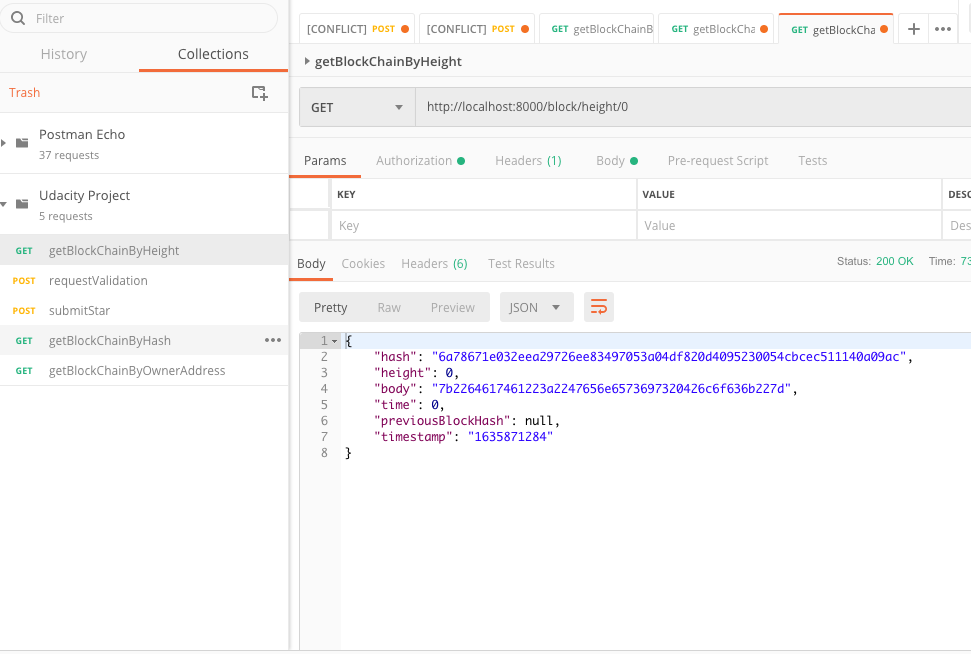 Filter
History Collections
Trash
Postman Echo
37 requests
Udacity Project
5 requests
GET getBlockChainByHeight
POST requestValidation
POST submitStar
GET getBlockChainByHash
GET getBlockChainByOwnerAddress
[CONFLICT] POST [CONFLICT] POST GET getBlockChainB GET getBlockCha GET getBlockCha
getBlockChainByHeight
GET http://localhost:8000/block/height/0
Params Authorization Headers (1) Body Pre-request Script Tests
KEY VALUE DESC
Key Value Des
Body Cookies Headers (6) Test Results Status: 200 OK Time: 73
Pretty Raw Preview JSON
1 {
2 "hash": "6a78671e032eea29726ee83497053a04df820d4095230054cbcec511140a09ac",
3 "height": 0,
4 "body": "7b2264617461223a2247656e6573697320426c6f636b227d",
5 "time": 0,
6 "previousBlockHash": null,
7 "timestamp": "1635871284"
8 }